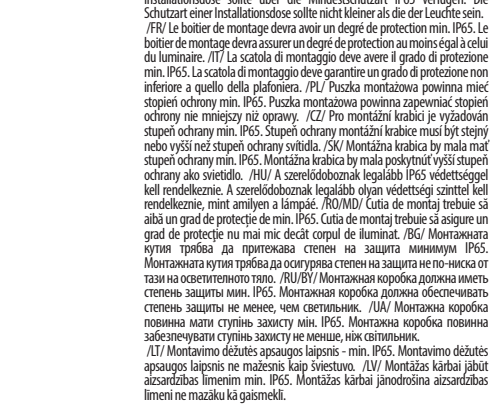 Installationsdose sollte über die Mindestschutzart IP65 verfügen. Die
Schutzart einer Installationsdose sollte nicht kleiner als die der Leuchte sein.
/FR/ Le boitier de montage devra avoir un degré de protection min. IP65. Le
boitier de montage devra assurer un degré de protection au moins égal à celui
du luminaire. /IT/ La scatola di montaggio deve avere il grado di protezione
min. IP65. La scatola di montaggio deve garantire un grado di protezione non
inferiore a quello della plafoniera. /PL/ Puszka montażowa powinna mieć
stopień ochrony min. IP65. Puszka montażowa powinna zapewniać stopień
ochrony nie mniejszy niż oprawy. /CZ/ Pro montážní krabici je vyžadován
stupeň ochrany min. IP65. Stupeň ochrany montážní krabice musí být stejný
nebo vyšší než stupeň ochrany svítidla. /SK/ Montážna krabica by mala mať
stupeň ochrany min. IP65. Montážna krabica by mala poskytnúť vyšší stupeň
ochrany ako svietidlo. /HU/ A szerelődoboznak legalább IP65 védettséggel
kell rendelkeznie. A szerelődoboznak legalább olyan védettségi szinttel kell
rendelkeznie, mint amilyen a lámpáé. /RO/MD/ Cutia de montaj trebuie să
aibă un grad de protecţie de min. IP65. Cutia de montaj trebuie să asigure un
grad de protecţie nu mai mic decât corpul de iluminat. /BG/ Монтажната
кутия трябва да притежава степен на защита минимум IP65.
Монтажната кутия трябва да осигурява степен на защита не по-ниска от
тази на осветителното тяло. /RU/BY/ Монтажная коробка должна иметь
степень защиты мин. IP65. Монтажная коробка должна обеспечивать
степень защиты не менее, чем светильник. /UA/ Монтажна коробка
повинна мати ступінь захисту мін. IP65. Монтажна коробка повинна
забезпечувати ступінь захисту не менше, ніж світильник.
/LT/ Montavimo dėžutės apsaugos laipsnis - min. IP65. Montavimo dėžutės
apsaugos laipsnis ne mažesnis kaip šviestuvo. /LV/ Montāžas kārbai jābūt
aizsardzības līmenim min. IP65. Montāžas kārbai jānodrošina aizsardzības
līmeni ne mazāku kā gaismeklī.